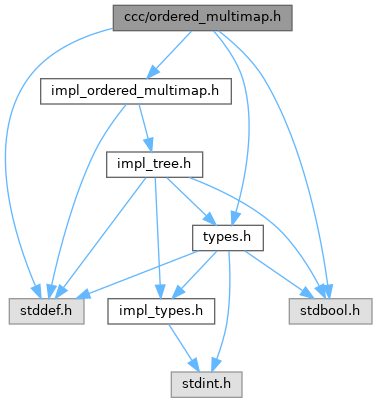 ccc/ordered_multimap.h
impl_ordered_multimap.h
impl_tree.h
types.h
stddef.h
impl_types.h
stdbool.h
stdint.h